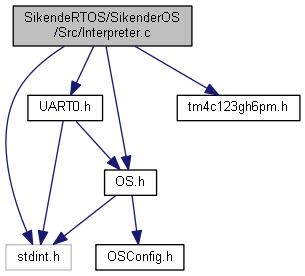 SikendeRTOS/SikenderOS
/Src/Interpreter.c
UART0.h
tm4c123gh6pm.h
OS.h
stdint.h
OSConfig.h